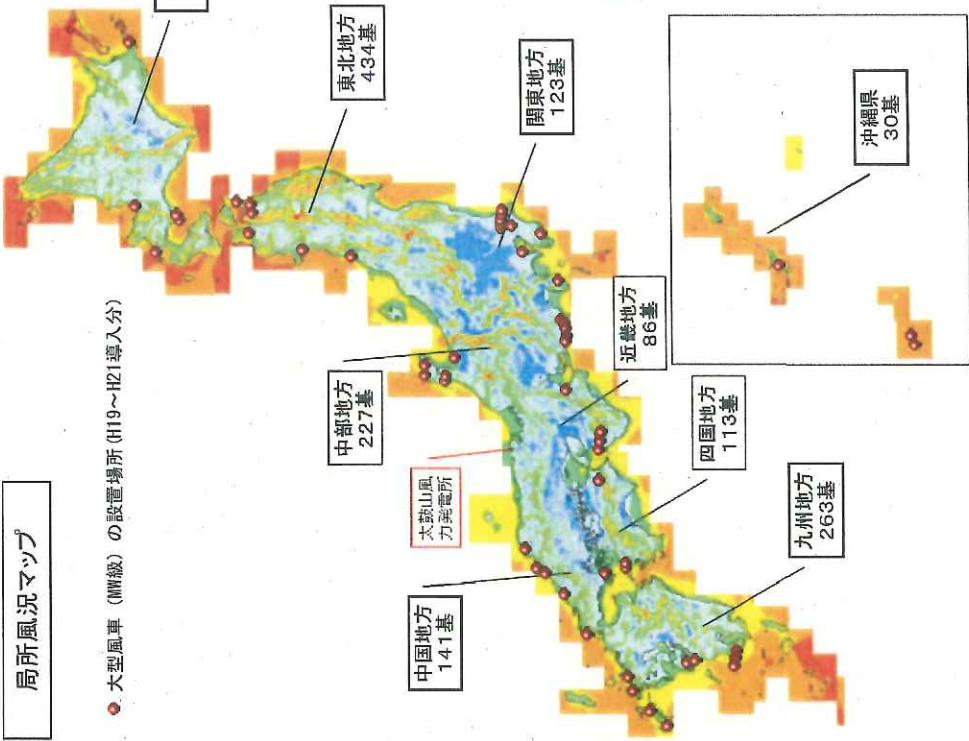 局所風況マップ
● 大型風車 (MW級) の設置場所 (H19～H21導入分)
東北地方
434基
関東地方
123基
中部地方
227基
近畿地方
86基
太鼓山風
力発電所
中国地方
141基
四国地方
113基
九州地方
263基
沖縄県
30基